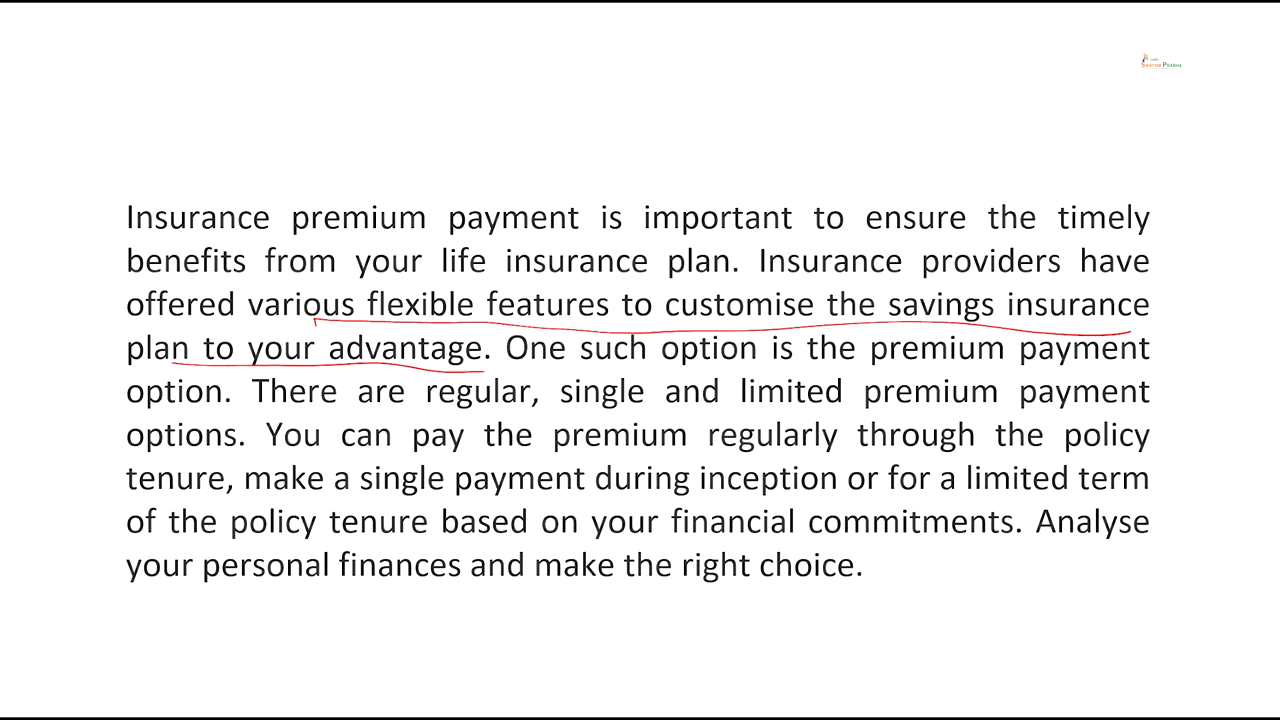 Swayam Prabha
Insurance premium payment is important to ensure the timely
benefits from your life insurance plan. Insurance providers have
offered various flexible features to customise the savings insurance
plan to your advantage. One such option is the premium payment
option. There are regular, single and limited premium payment
options. You can pay the premium regularly through the policy
tenure, make a single payment during inception or for a limited term
of the policy tenure based on your financial commitments. Analyse
your personal finances and make the right choice.